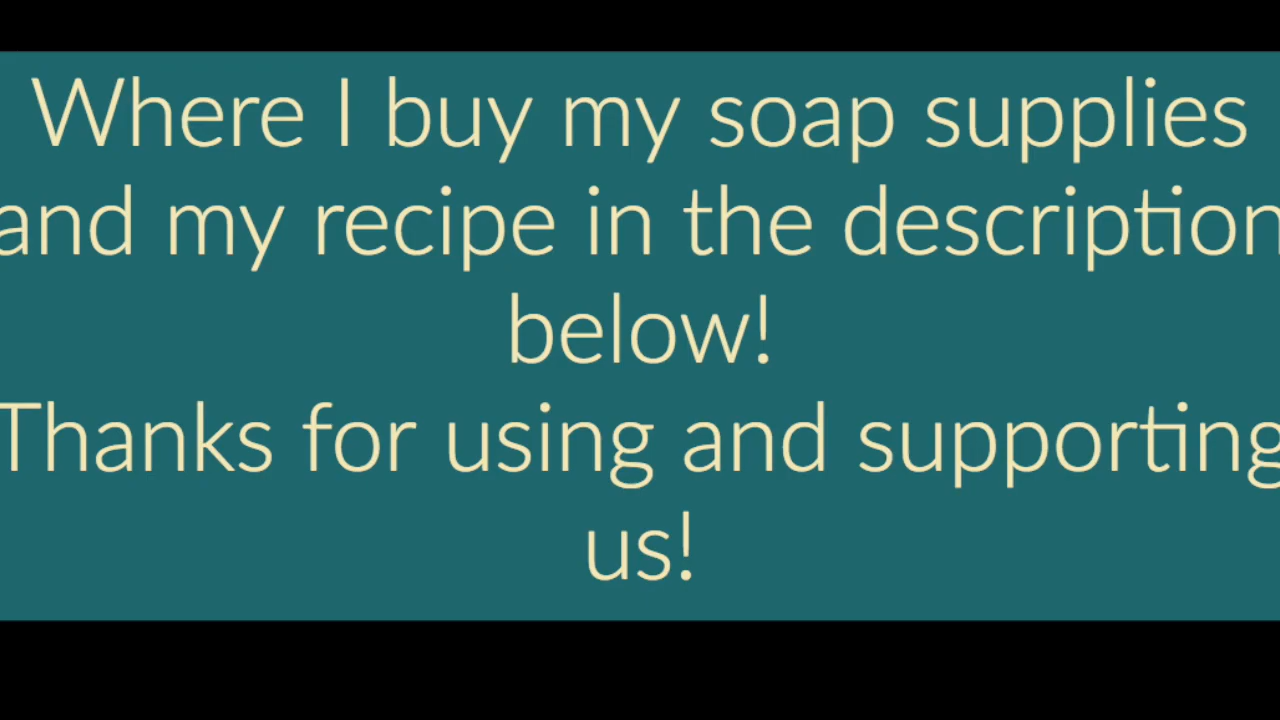 Where I buy my soap supplies
and my recipe in the description
below!
Thanks for using and supporting
us!